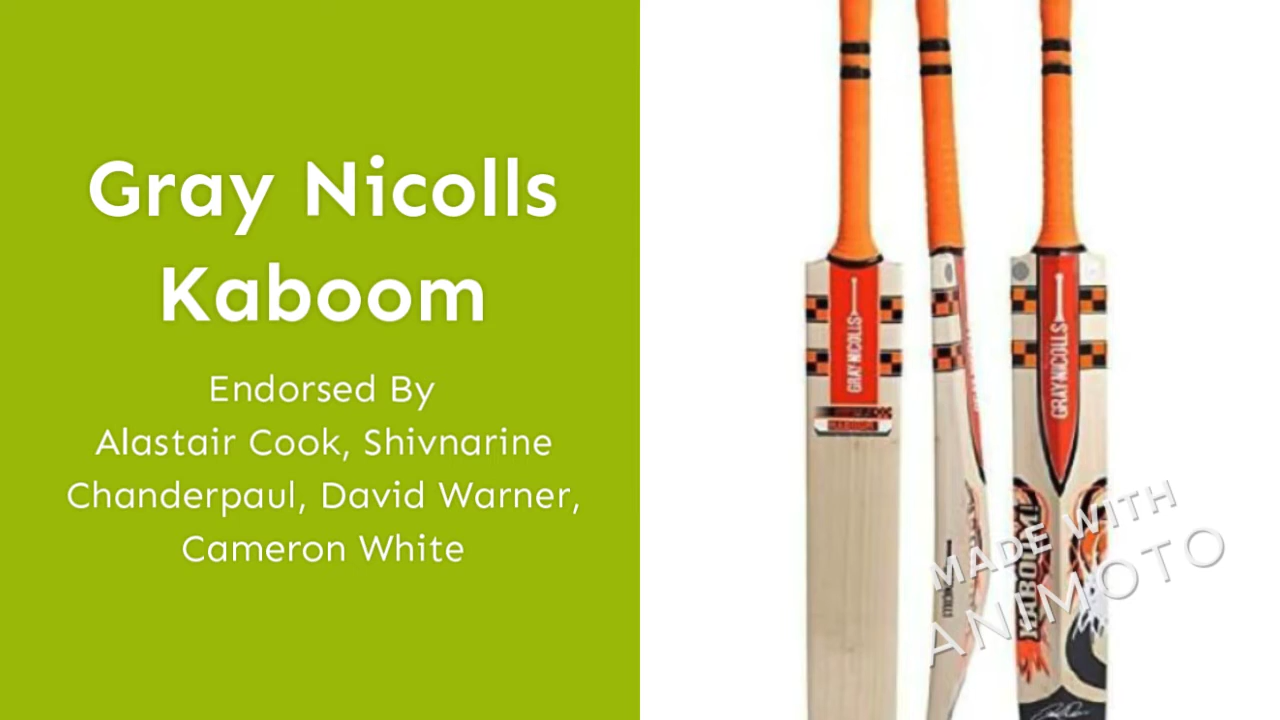 Gray Nicolls
Kaboom
Endorsed By
Alastair Cook, Shivnarine
Chanderpaul, David Warner,
Cameron White
GRAY-NICOLLS
KABOOM!
GRAY-NICOLLS
KABOOM!
MADE WITH
ANIMOTO